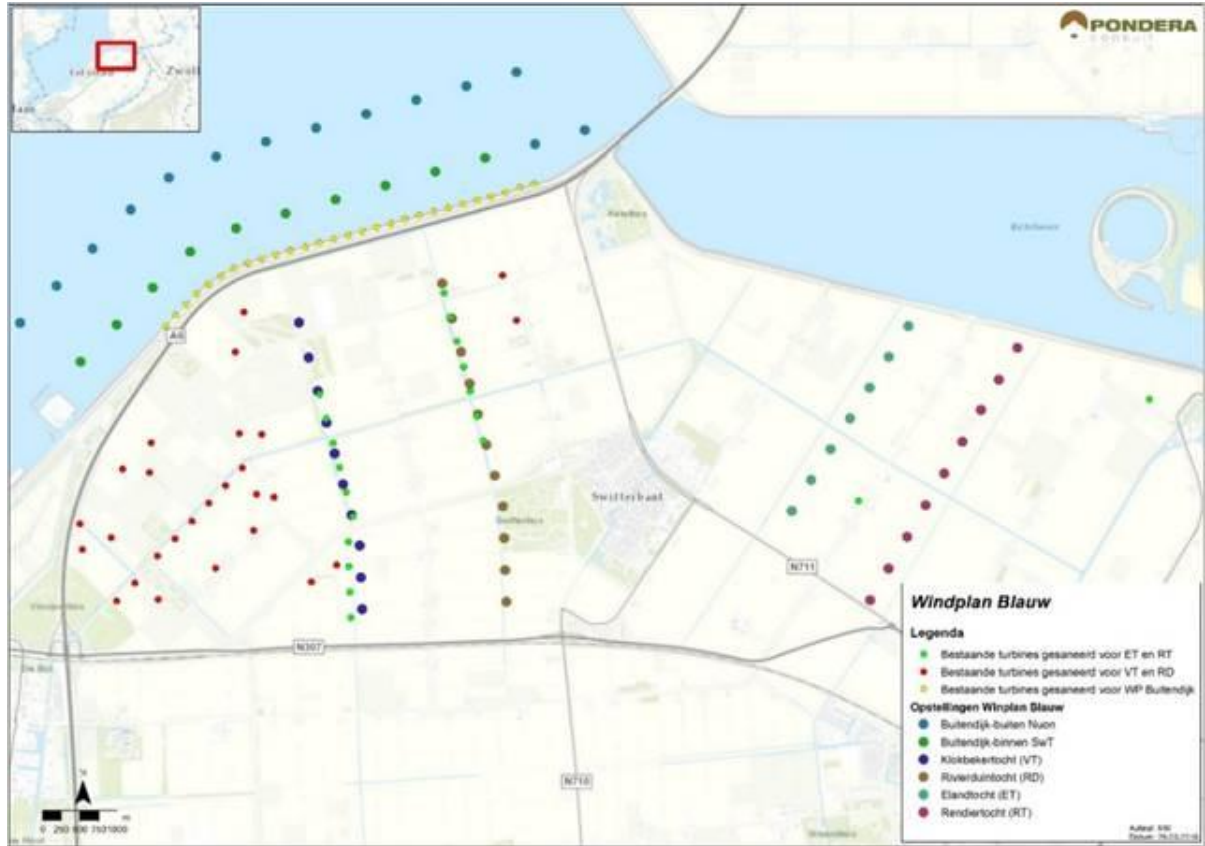 PONDERA
Zwoll
A6
Swifterbant
N711
N307
N710
Windplan Blauw
Legenda
Bestaande turbines gesaneerd voor ET en RT
Bestaande turbines gesaneerd voor VT en RD
Bestaande turbines gesaneerd voor WP Buitendijk
Opstellingen Winplan Blauw
Buitendijk-buiten Nuon
Buitendijk-binnen SwT
Klokbekertocht (VT)
Rivierduintocht (RD)
Elandtocht (ET)
Rendiertocht (RT)